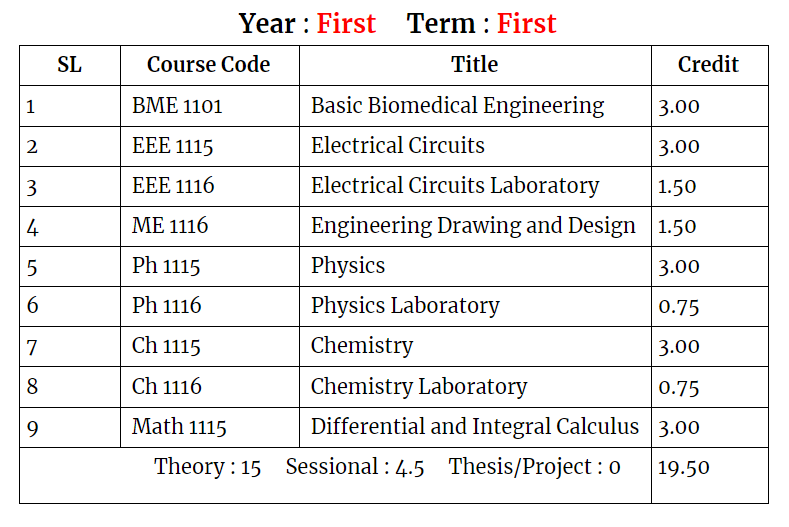 Year : First Term : First
SL Course Code Title Credit
1 BME 1101 Basic Biomedical Engineering 3.00
2 EEE 1115 Electrical Circuits 3.00
3 EEE 1116 Electrical Circuits Laboratory 1.50
4 ME 1116 Engineering Drawing and Design 1.50
5 Ph 1115 Physics 3.00
6 Ph 1116 Physics Laboratory 0.75
7 Ch 1115 Chemistry 3.00
8 Ch 1116 Chemistry Laboratory 0.75
9 Math 1115 Differential and Integral Calculus 3.00
Theory : 15 Sessional : 4.5 Thesis/Project : 0 19.50